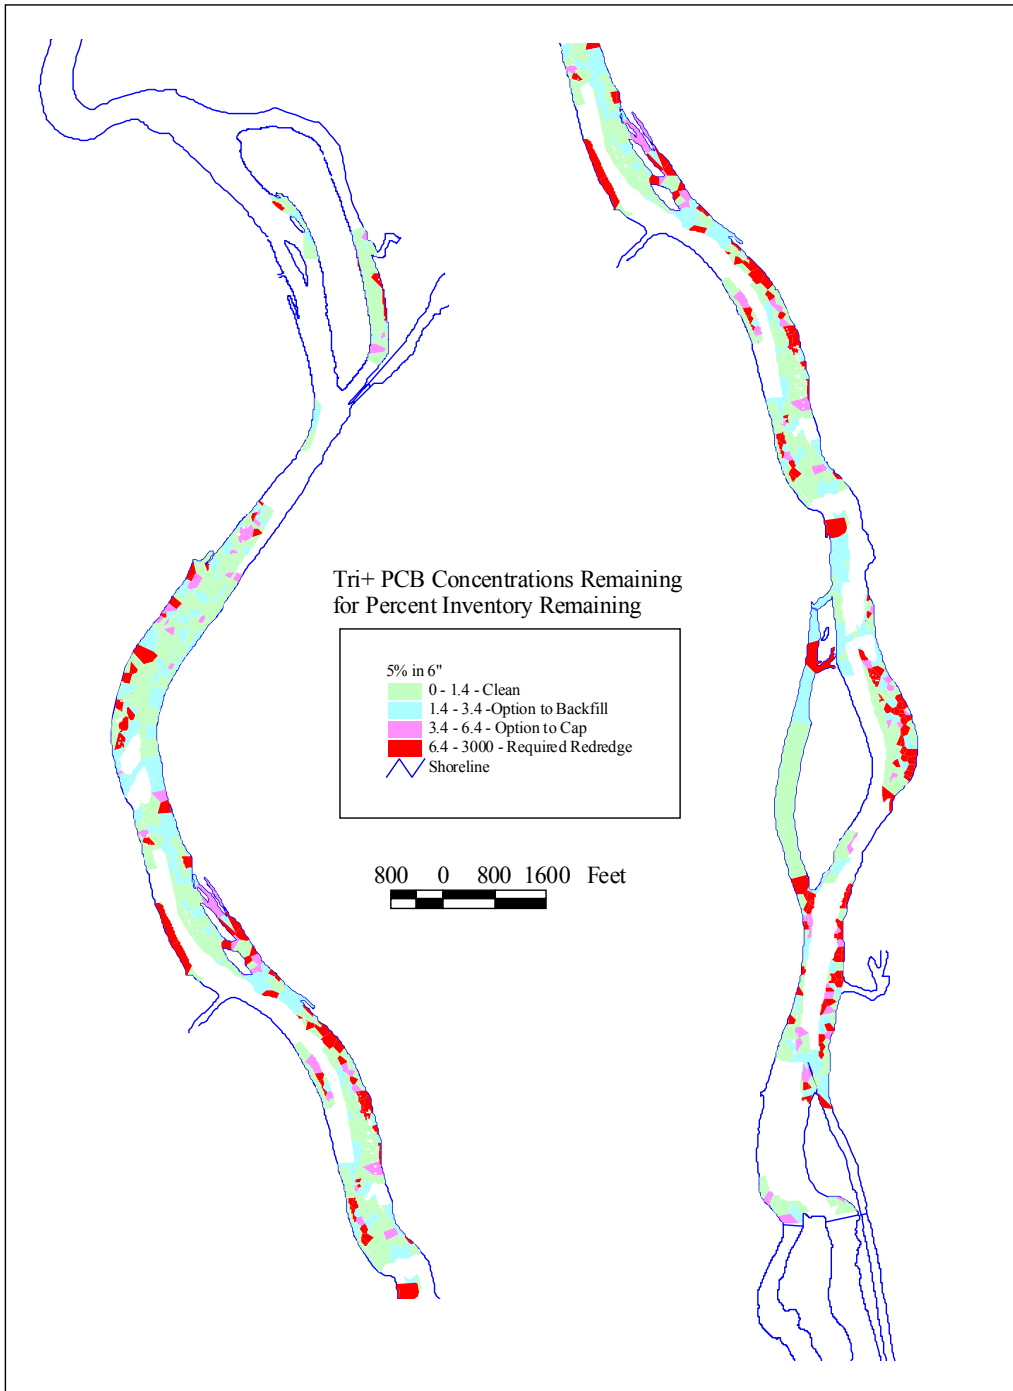 Tri+ PCB Concentrations Remaining
for Percent Inventory Remaining
5% in 6"
0 - 1.4 - Clean
1.4 - 3.4 -Option to Backfill
3.4 - 6.4 - Option to Cap
6.4 - 3000 - Required Redredge
Shoreline
800 0 800 1600 Feet